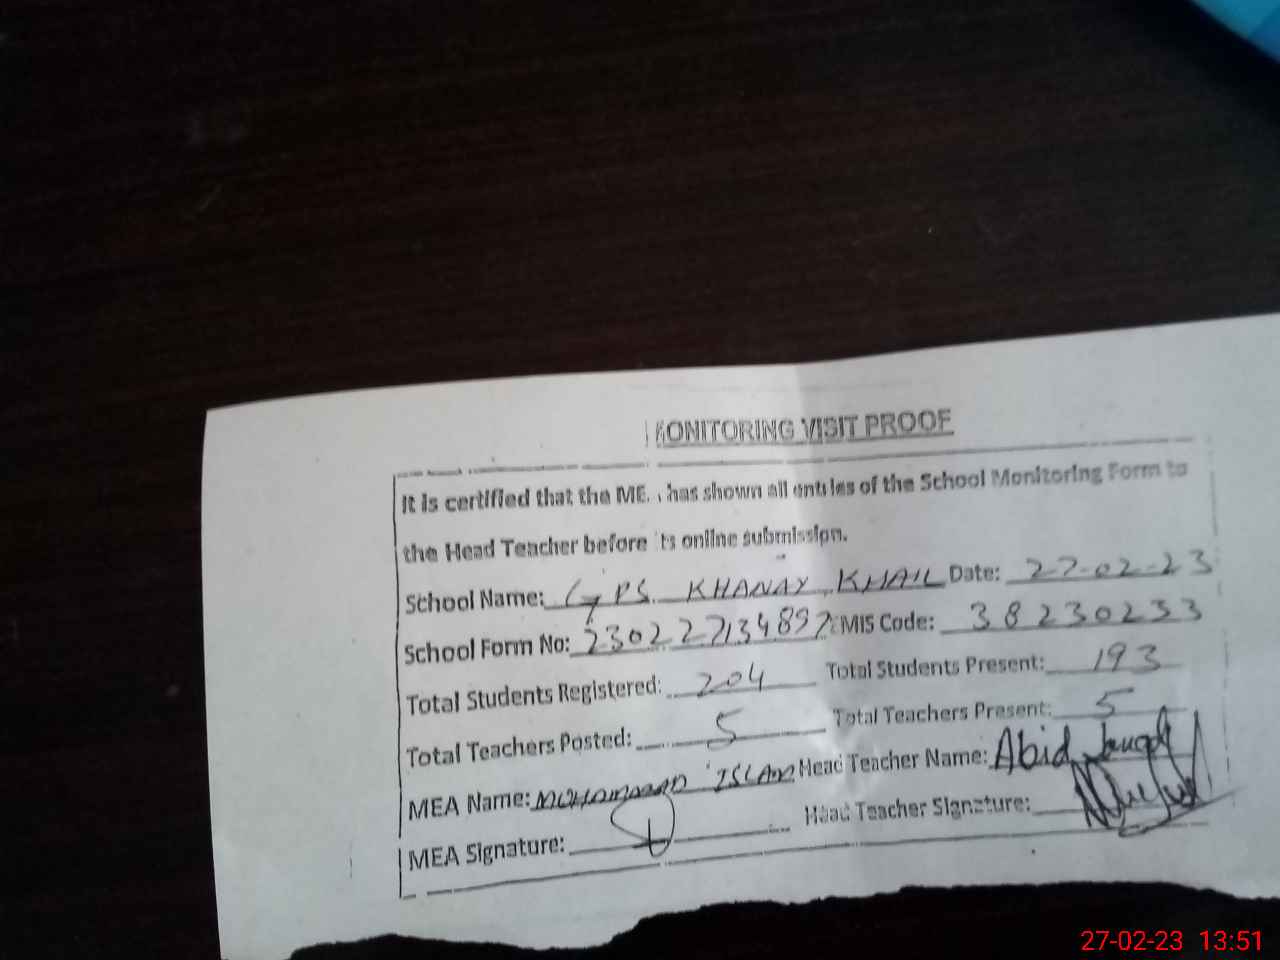 MONITORING VISIT PROOF
It is certified that the ME has shown all entries of the School Monitoring Form to
the Head Teacher before its online submission.
School Name: GPS KHANAY KHAIL Date: 27-02-23
School Form No: 230227134897 EMIS Code: 38230233
Total Students Registered: 204 Total Students Present: 193
Total Teachers Posted: 5 Total Teachers Present: 5
MEA Name: MOHAMMAD ISLAM Head Teacher Name: Abid
MEA Signature: Head Teacher Signature:
27-02-23 13:51